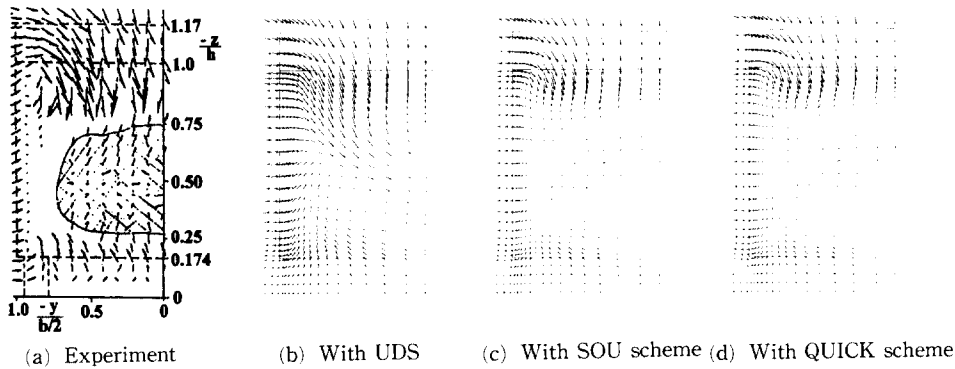 1.17
-z
h
1.0
0.75
0.50
0.25
0.174
0
1.0
-y
b/2
0.5
0
(a) Experiment
(b) With UDS
(c) With SOU scheme
(d) With QUICK scheme